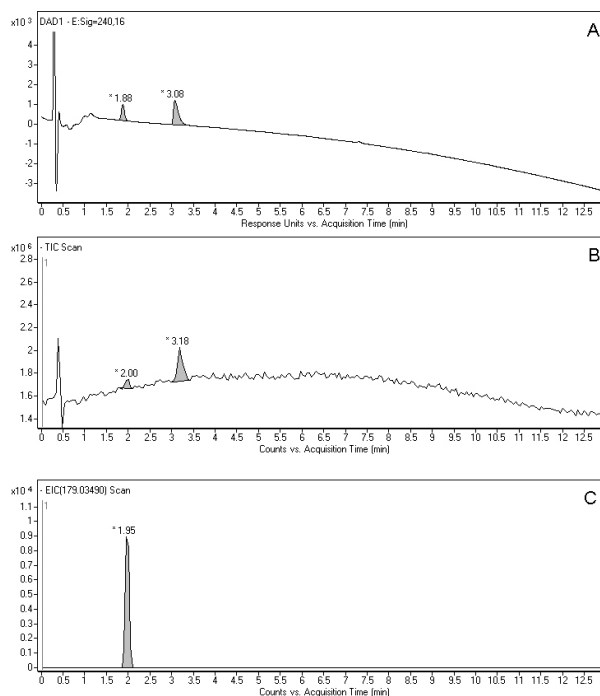 x10³ DAD1 - E:Sig=240,16
A
4
3
2
* 1.88 * 3.08
1
0
-1
-2
-3
0 0.5 1 1.5 2 2.5 3 3.5 4 4.5 5 5.5 6 6.5 7 7.5 8 8.5 9 9.5 10 10.5 11 11.5 12 12.5
Response Units vs. Acquisition Time (min)
x10⁶ - TIC Scan
B
2.8 1
2.6
2.4
2.2
* 3.18
2
* 2.00
1.8
1.6
1.4
0 0.5 1 1.5 2 2.5 3 3.5 4 4.5 5 5.5 6 6.5 7 7.5 8 8.5 9 9.5 10 10.5 11 11.5 12 12.5
Counts vs. Acquisition Time (min)
x10⁴ - EIC(179.03490) Scan
C
1.1 1
1
* 1.95
0.9
0.8
0.7
0.6
0.5
0.4
0.3
0.2
0.1
0
0 0.5 1 1.5 2 2.5 3 3.5 4 4.5 5 5.5 6 6.5 7 7.5 8 8.5 9 9.5 10 10.5 11 11.5 12 12.5
Counts vs. Acquisition Time (min)